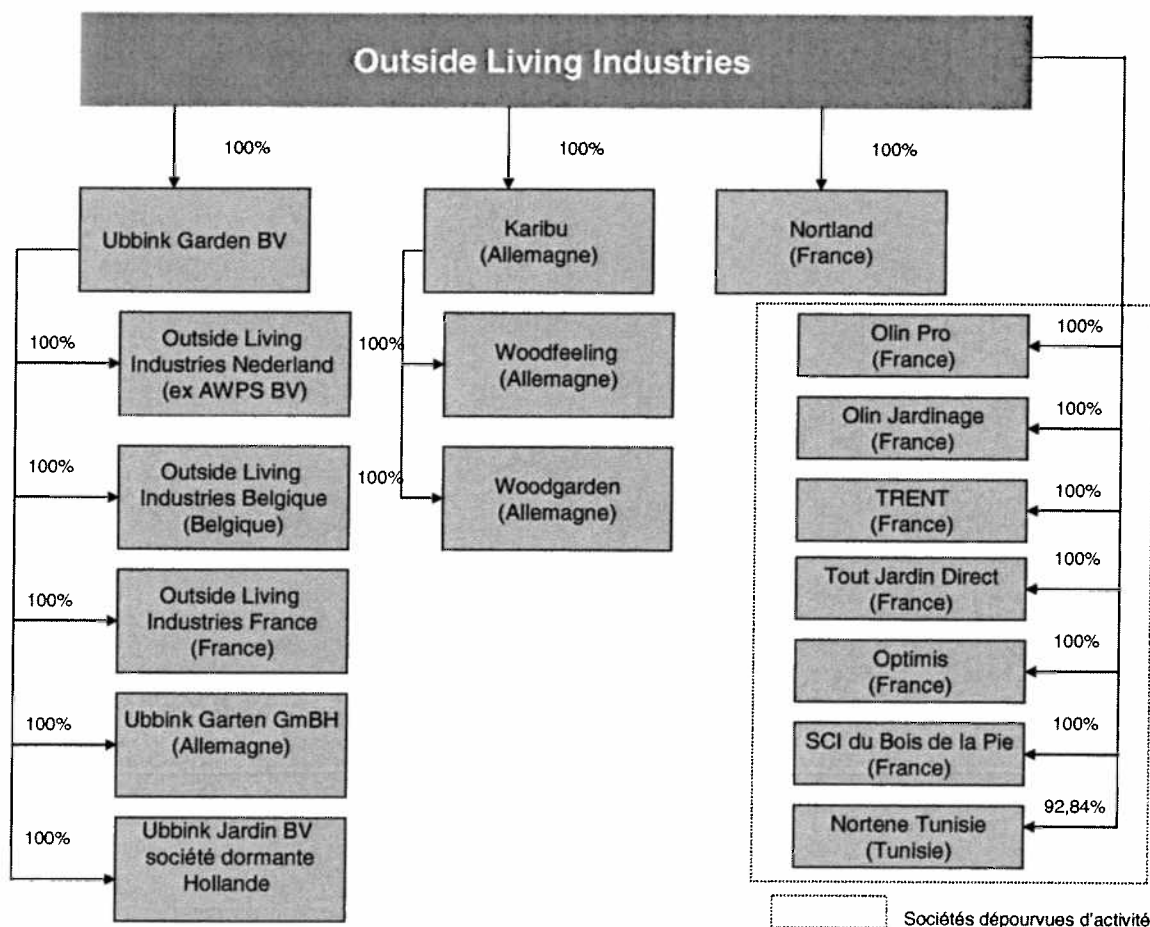 Outside Living Industries
100%
100%
100%
Ubbink Garden BV
Karibu
(Allemagne)
Nortland
(France)
100%
Outside Living
Industries Nederland
(ex AWPS BV)
100%
Outside Living
Industries Belgique
(Belgique)
100%
Outside Living
Industries France
(France)
100%
Ubbink Garten GmBH
(Allemagne)
100%
Ubbink Jardin BV
société dormante
Hollande
100%
Woodfeeling
(Allemagne)
100%
Woodgarden
(Allemagne)
Olin Pro
(France)
100%
Olin Jardinage
(France)
100%
TRENT
(France)
100%
Tout Jardin Direct
(France)
100%
Optimis
(France)
100%
SCI du Bois de la Pie
(France)
100%
Nortene Tunisie
(Tunisie)
92,84%
Sociétés dépourvues d'activité